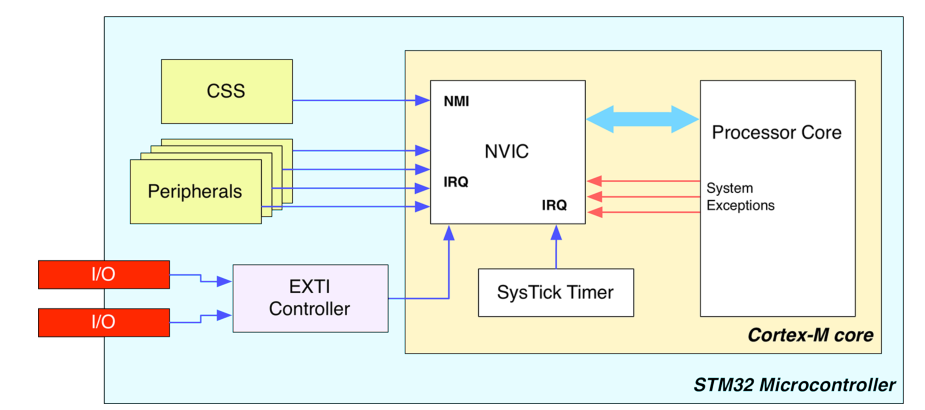 CSS
NMI
NVIC
Processor Core
Peripherals
IRQ
IRQ
System
Exceptions
I/O
I/O
EXTI
Controller
SysTick Timer
Cortex-M core
STM32 Microcontroller